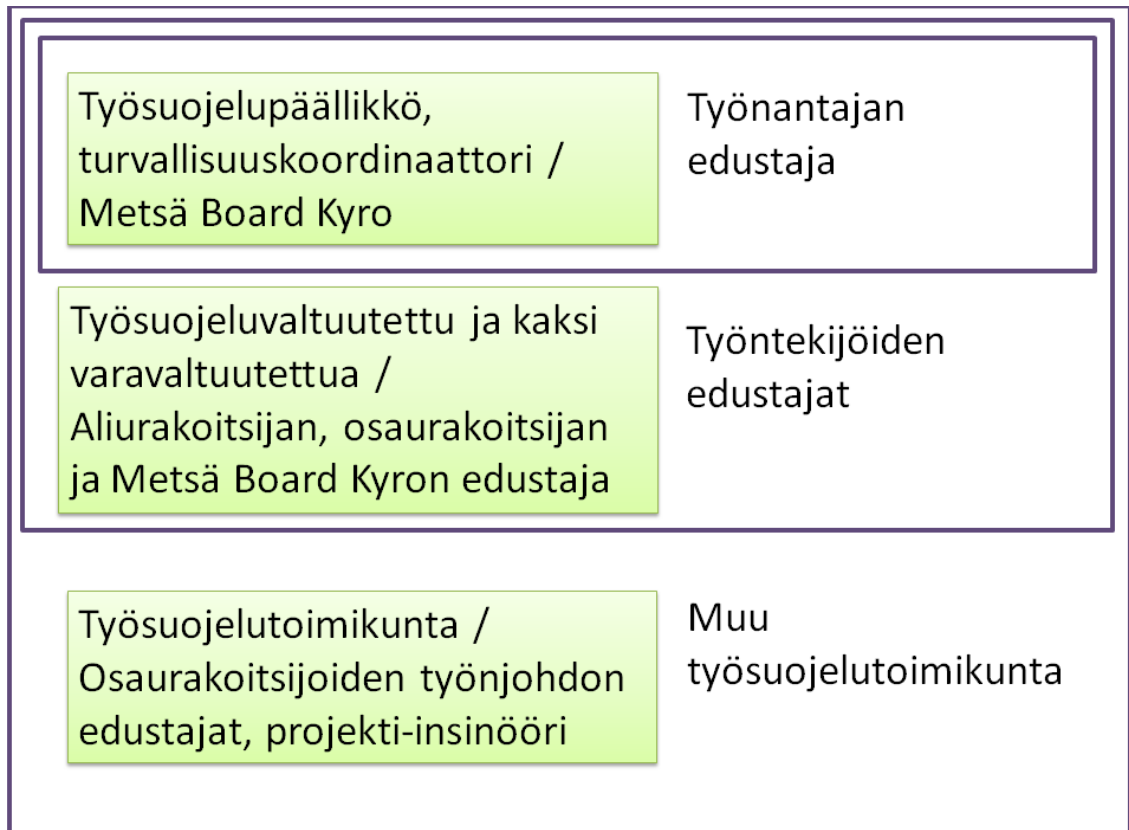 Työsuojelupäällikkö,
turvallisuuskoordinaattori /
Metsä Board Kyro
Työnantajan
edustaja
Työsuojeluvaltuutettu ja kaksi
varavaltuutettua /
Aliurakoitsijan, osaurakoitsijan
ja Metsä Board Kyron edustaja
Työntekijöiden
edustajat
Työsuojelutoimikunta /
Osaurakoitsijoiden työnjohdon
edustajat, projekti-insinööri
Muu
työsuojelutoimikunta